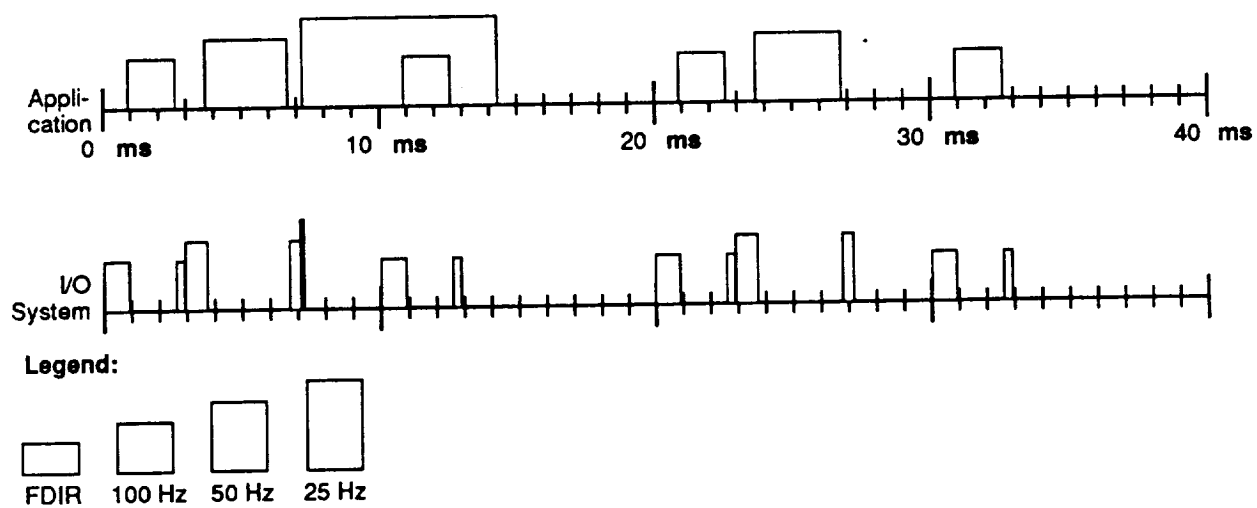 Appli-
cation
0 ms 10 ms 20 ms 30 ms 40 ms
I/O
System
Legend:
FDIR 100 Hz 50 Hz 25 Hz